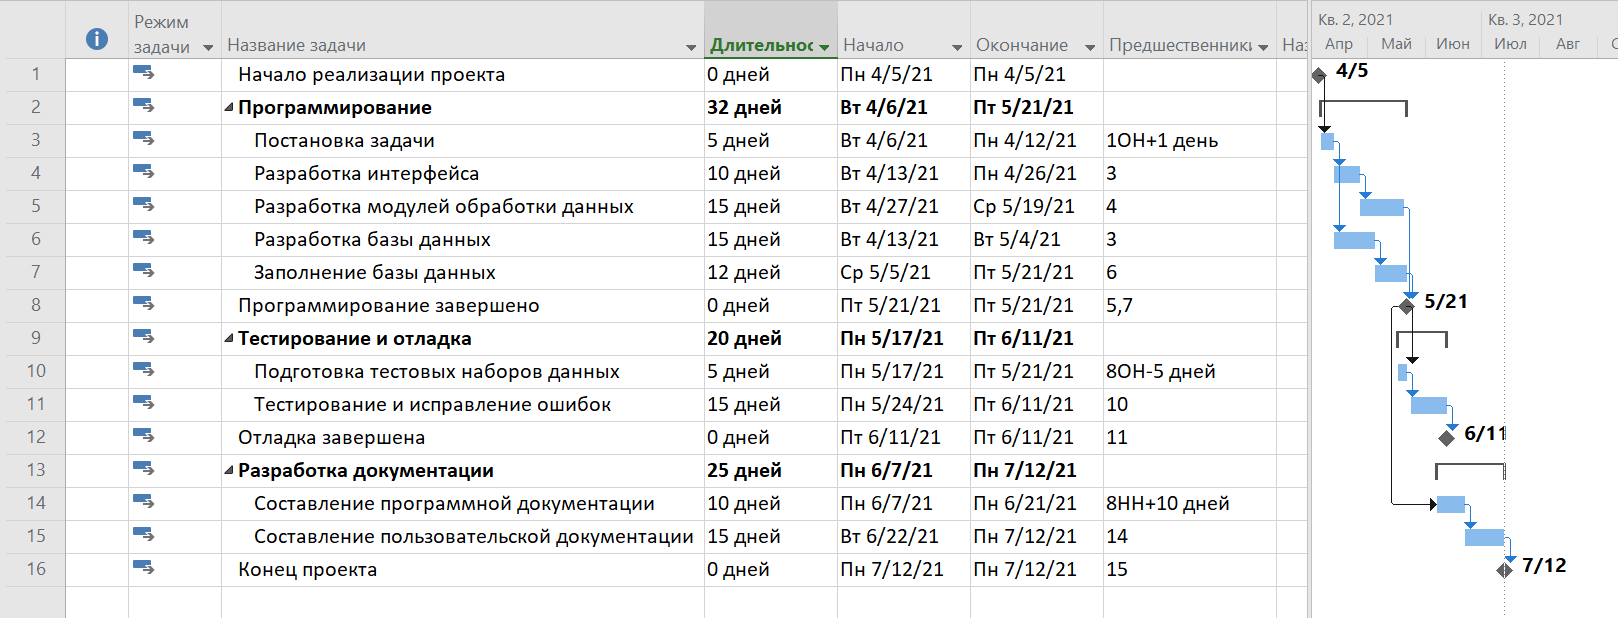 Режим задачи Название задачи Длительнос Начало Окончание Предшественники Наз
1 Начало реализации проекта 0 дней Пн 4/5/21 Пн 4/5/21
2 Программирование 32 дней Вт 4/6/21 Пт 5/21/21
3 Постановка задачи 5 дней Вт 4/6/21 Пн 4/12/21 1ОН+1 день
4 Разработка интерфейса 10 дней Вт 4/13/21 Пн 4/26/21 3
5 Разработка модулей обработки данных 15 дней Вт 4/27/21 Ср 5/19/21 4
6 Разработка базы данных 15 дней Вт 4/13/21 Вт 5/4/21 3
7 Заполнение базы данных 12 дней Ср 5/5/21 Пт 5/21/21 6
8 Программирование завершено 0 дней Пт 5/21/21 Пт 5/21/21 5,7
9 Тестирование и отладка 20 дней Пн 5/17/21 Пт 6/11/21
10 Подготовка тестовых наборов данных 5 дней Пн 5/17/21 Пт 5/21/21 8ОН-5 дней
11 Тестирование и исправление ошибок 15 дней Пн 5/24/21 Пт 6/11/21 10
12 Отладка завершена 0 дней Пт 6/11/21 Пт 6/11/21 11
13 Разработка документации 25 дней Пн 6/7/21 Пн 7/12/21
14 Составление программной документации 10 дней Пн 6/7/21 Пн 6/21/21 8НН+10 дней
15 Составление пользовательской документации 15 дней Вт 6/22/21 Пн 7/12/21 14
16 Конец проекта 0 дней Пн 7/12/21 Пн 7/12/21 15
Кв. 2, 2021 Кв. 3, 2021
Апр Май Июн Июл Авг С
4/5
5/21
6/11
7/12